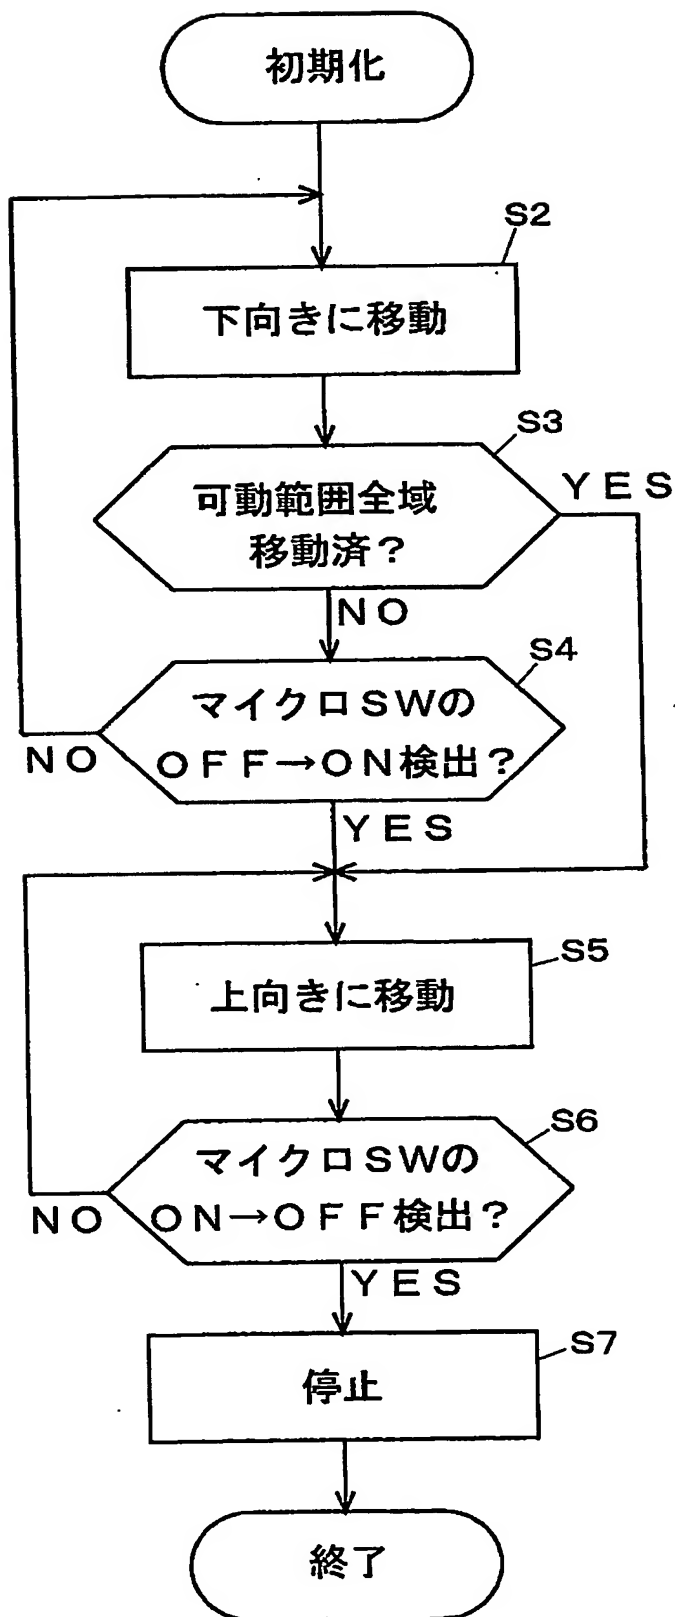 初期化
S2
下向きに移動
S3
可動範囲全域
移動済？
YES
NO
S4
マイクロSWの
OFF→ON検出？
NO
YES
S5
上向きに移動
S6
マイクロSWの
ON→OFF検出？
NO
YES
S7
停止
終了